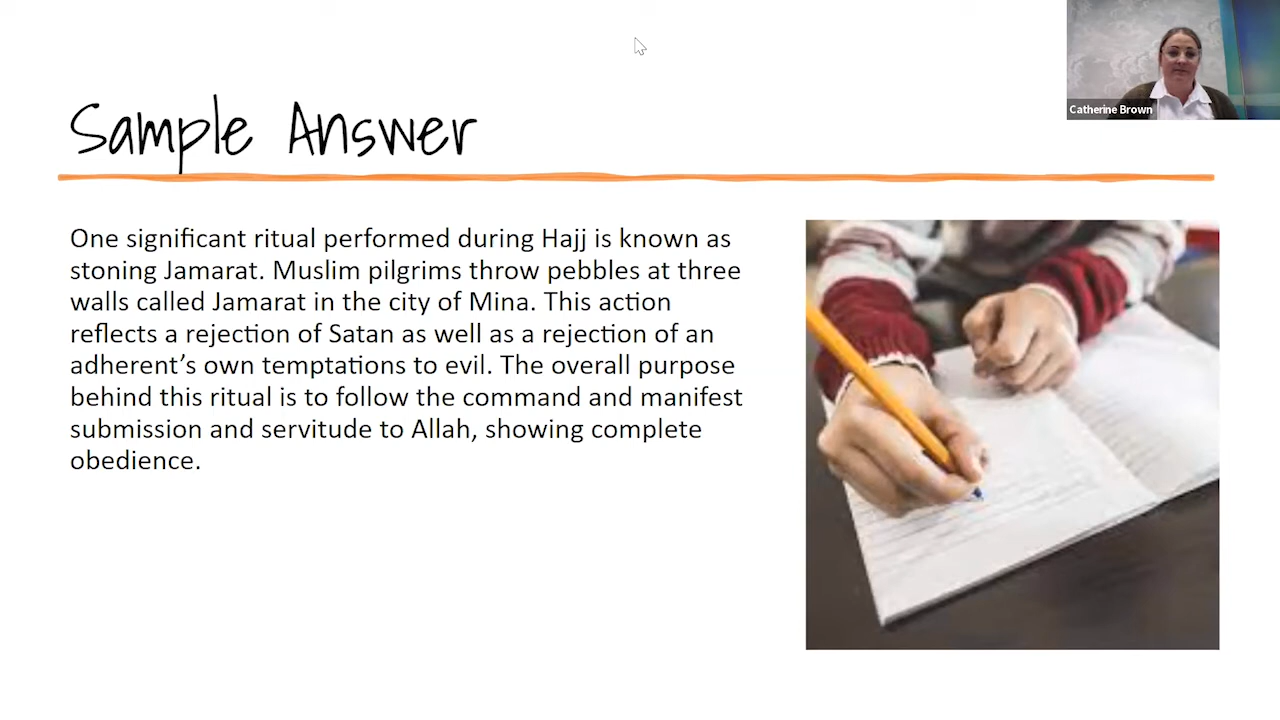 Catherine Brown
Sample Answer
One significant ritual performed during Hajj is known as
stoning Jamarat. Muslim pilgrims throw pebbles at three
walls called Jamarat in the city of Mina. This action
reflects a rejection of Satan as well as a rejection of an
adherent’s own temptations to evil. The overall purpose
behind this ritual is to follow the command and manifest
submission and servitude to Allah, showing complete
obedience.